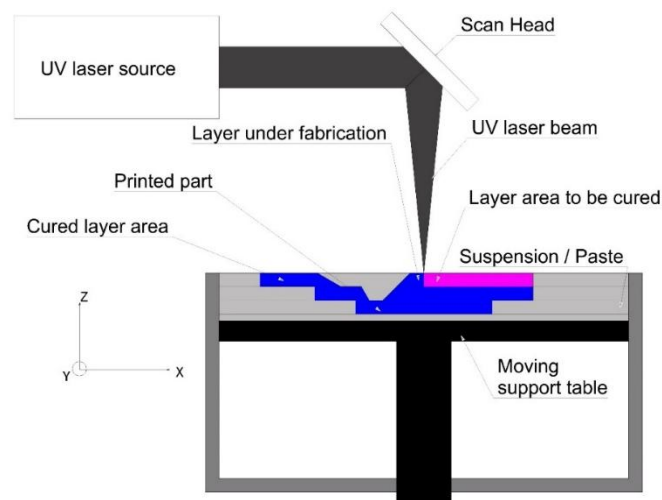 Scan Head
UV laser source
UV laser beam
Layer under fabrication
Printed part
Layer area to be cured
Cured layer area
Suspension / Paste
Z
Y
X
Moving
support table